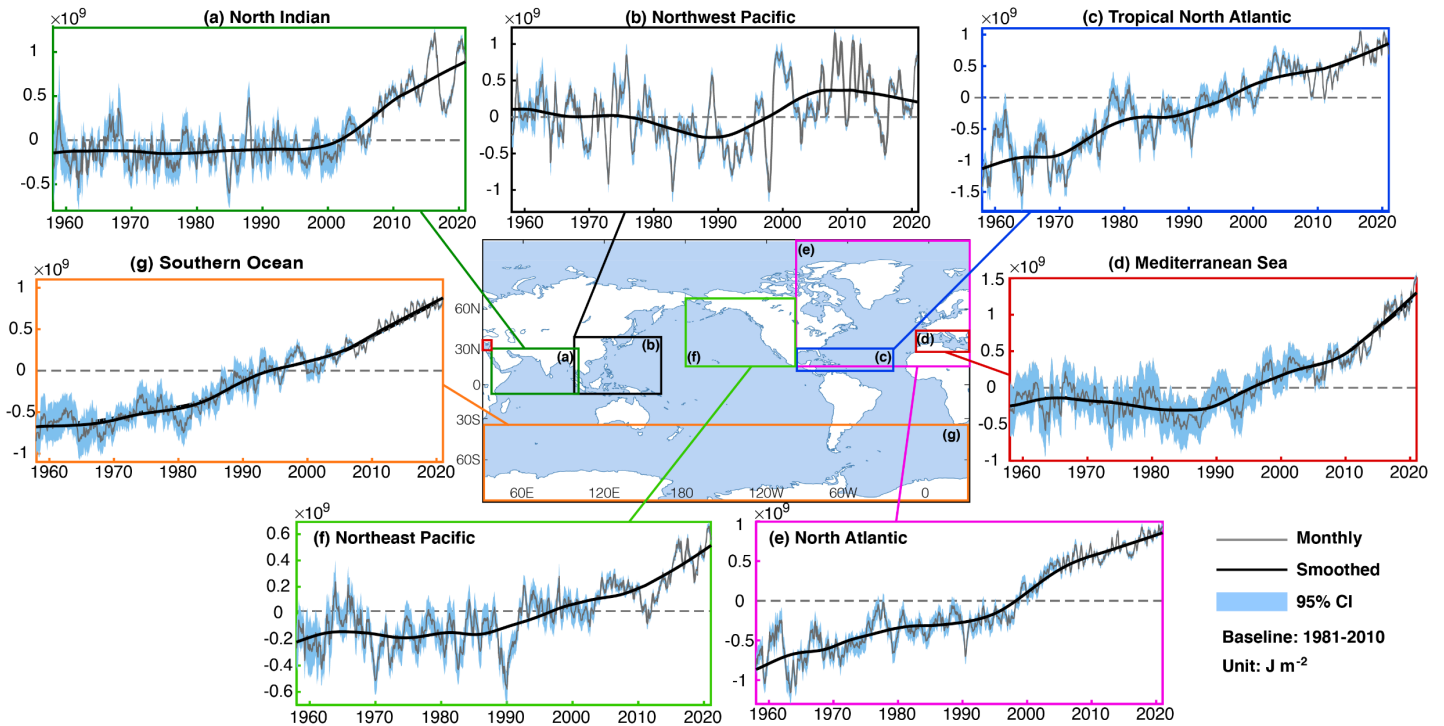 (a) North Indian
×10^9
1
0.5
0
-0.5
1960 1970 1980 1990 2000 2010 2020
(b) Northwest Pacific
×10^9
1
0.5
0
-0.5
-1
1960 1970 1980 1990 2000 2010 2020
(c) Tropical North Atlantic
×10^9
1
0.5
0
-0.5
-1
-1.5
1960 1970 1980 1990 2000 2010 2020
(g) Southern Ocean
×10^9
1
0.5
0
-0.5
-1
1960 1970 1980 1990 2000 2010 2020
60N
30N
0
30S
60S
60E 120E 180 120W 60W 0
(a)
(b)
(c)
(d)
(e)
(f)
(g)
(d) Mediterranean Sea
×10^9
1.5
1
0.5
0
-0.5
-1
1960 1970 1980 1990 2000 2010 2020
(f) Northeast Pacific
×10^9
0.6
0.4
0.2
0
-0.2
-0.4
-0.6
1960 1970 1980 1990 2000 2010 2020
(e) North Atlantic
×10^9
1
0.5
0
-0.5
-1
1960 1970 1980 1990 2000 2010 2020
Monthly
Smoothed
95% CI
Baseline: 1981-2010
Unit: J m^-2